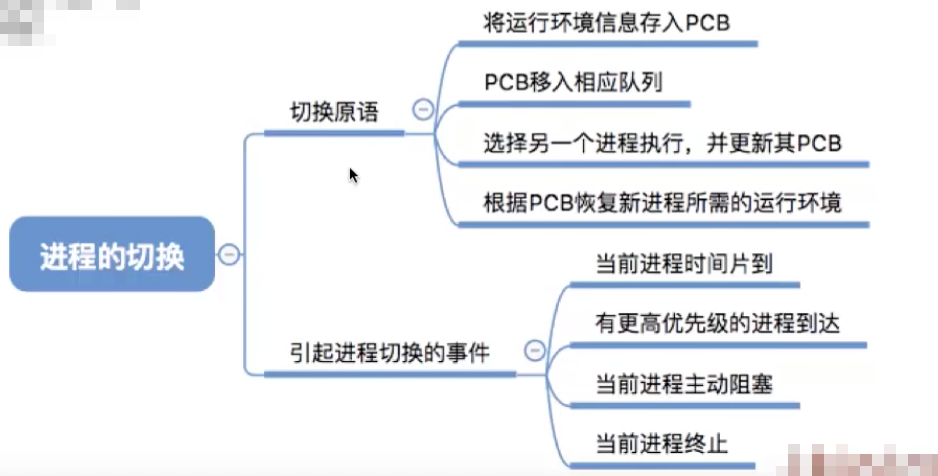 将运行环境信息存入PCB
PCB移入相应队列
切换原语
选择另一个进程执行，并更新其PCB
根据PCB恢复新进程所需的运行环境
进程的切换
当前进程时间片到
有更高优先级的进程到达
引起进程切换的事件
当前进程主动阻塞
当前进程终止